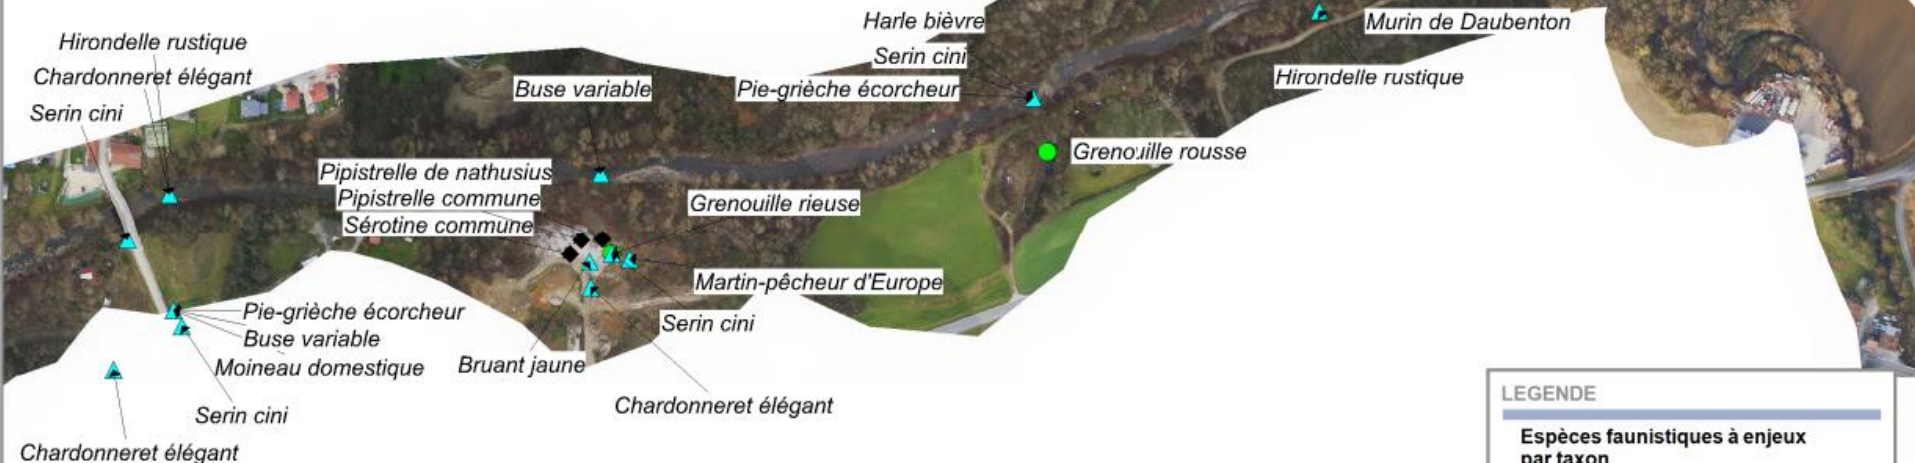 Harle bièvre
Murin de Daubenton
Hirondelle rustique
Serin cini
Chardonneret élégant
Buse variable
Pie-grièche écorcheur
Hirondelle rustique
Serin cini
Grenouille rousse
Pipistrelle de nathusius
Pipistrelle commune
Grenouille rieuse
Sérotine commune
Martin-pêcheur d'Europe
Pie-grièche écorcheur
Serin cini
Buse variable
Moineau domestique
Bruant jaune
Chardonneret élégant
Serin cini
Chardonneret élégant
LEGENDE
Espèces faunistiques à enjeux
par taxon